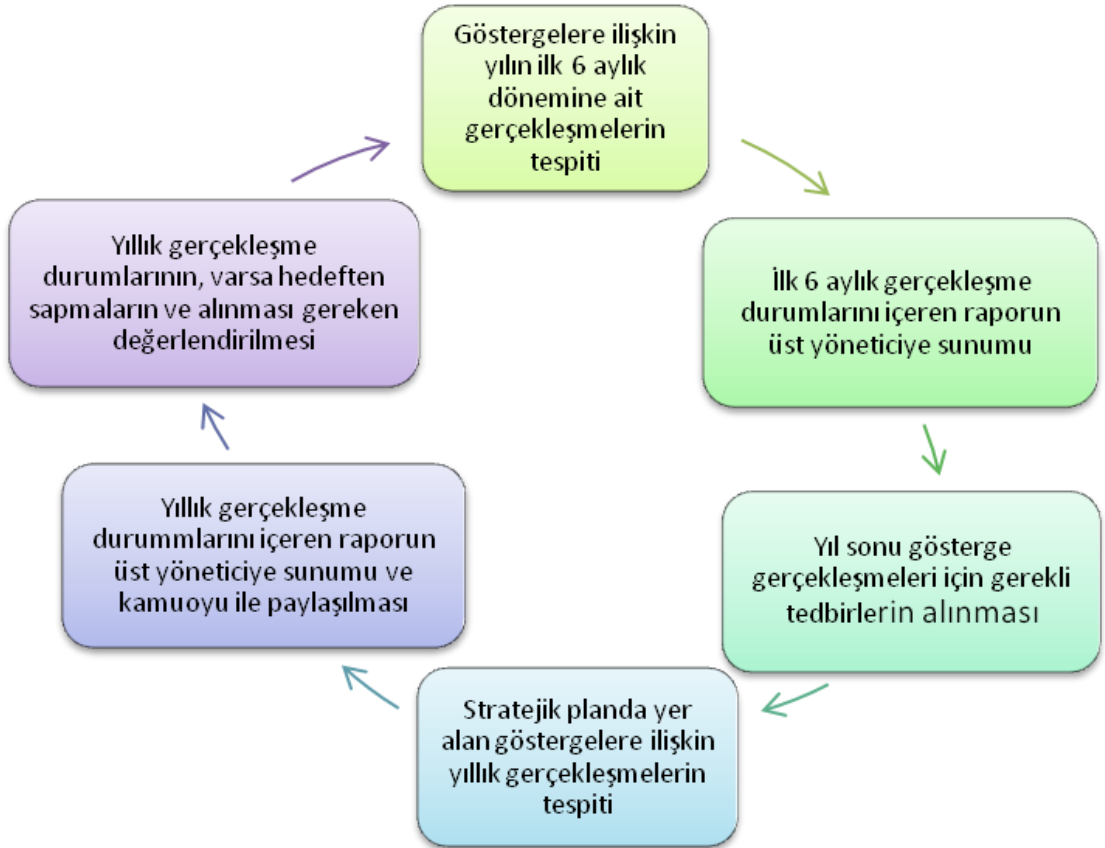 Göstergelere ilişkin
yılın ilk 6 aylık
dönemine ait
gerçekleşmelerin
tespiti
İlk 6 aylık gerçekleşme
durumlarını içeren raporun
üst yöneticiye sunumu
Yıl sonu gösterge
gerçekleşmeleri için gerekli
tedbirlerin alınması
Stratejik planda yer
alan göstergelere ilişkin
yıllık gerçekleşmelerin
tespiti
Yıllık gerçekleşme
durummlarını içeren raporun
üst yöneticiye sunumu ve
kamuoyu ile paylaşılması
Yıllık gerçekleşme
durumlarının, varsa hedeften
sapmaların ve alınması gereken
değerlendirilmesi